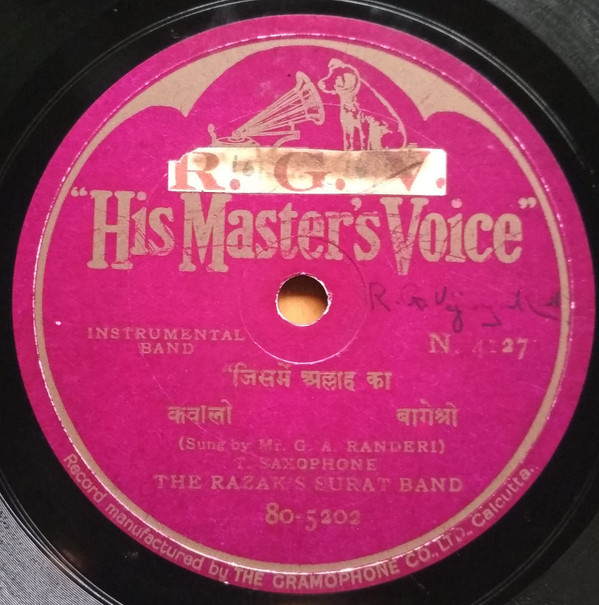 R. G. V.
"His Master's Voice"
R. G.
INSTRUMENTAL
BAND
N. 4127
"जिसमें अल्लाह का
कवाली बागेश्री
(Sung by Mr. G. A. RANDERI)
T. SAXOPHONE
THE RAZAK'S SURAT BAND
80-5202
Record manufactured by THE GRAMOPHONE CO., LTD., Calcutta.